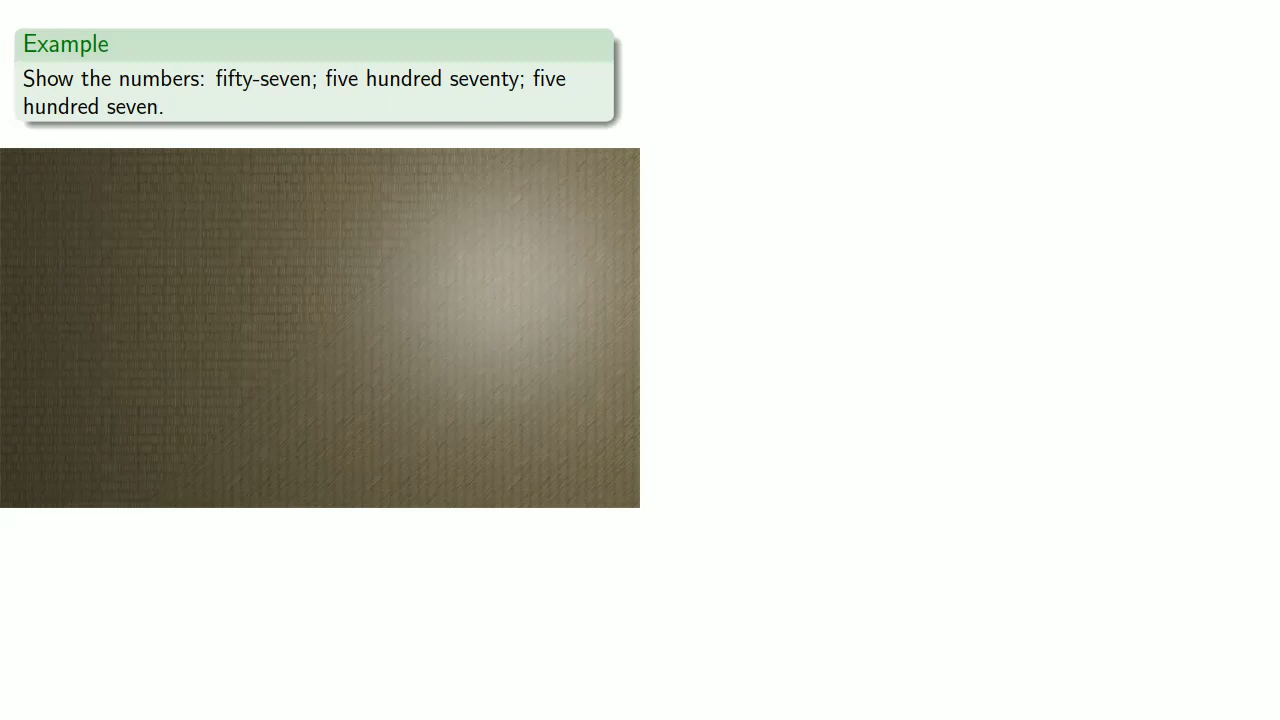 Example
Show the numbers: fifty-seven; five hundred seventy; five
hundred seven.